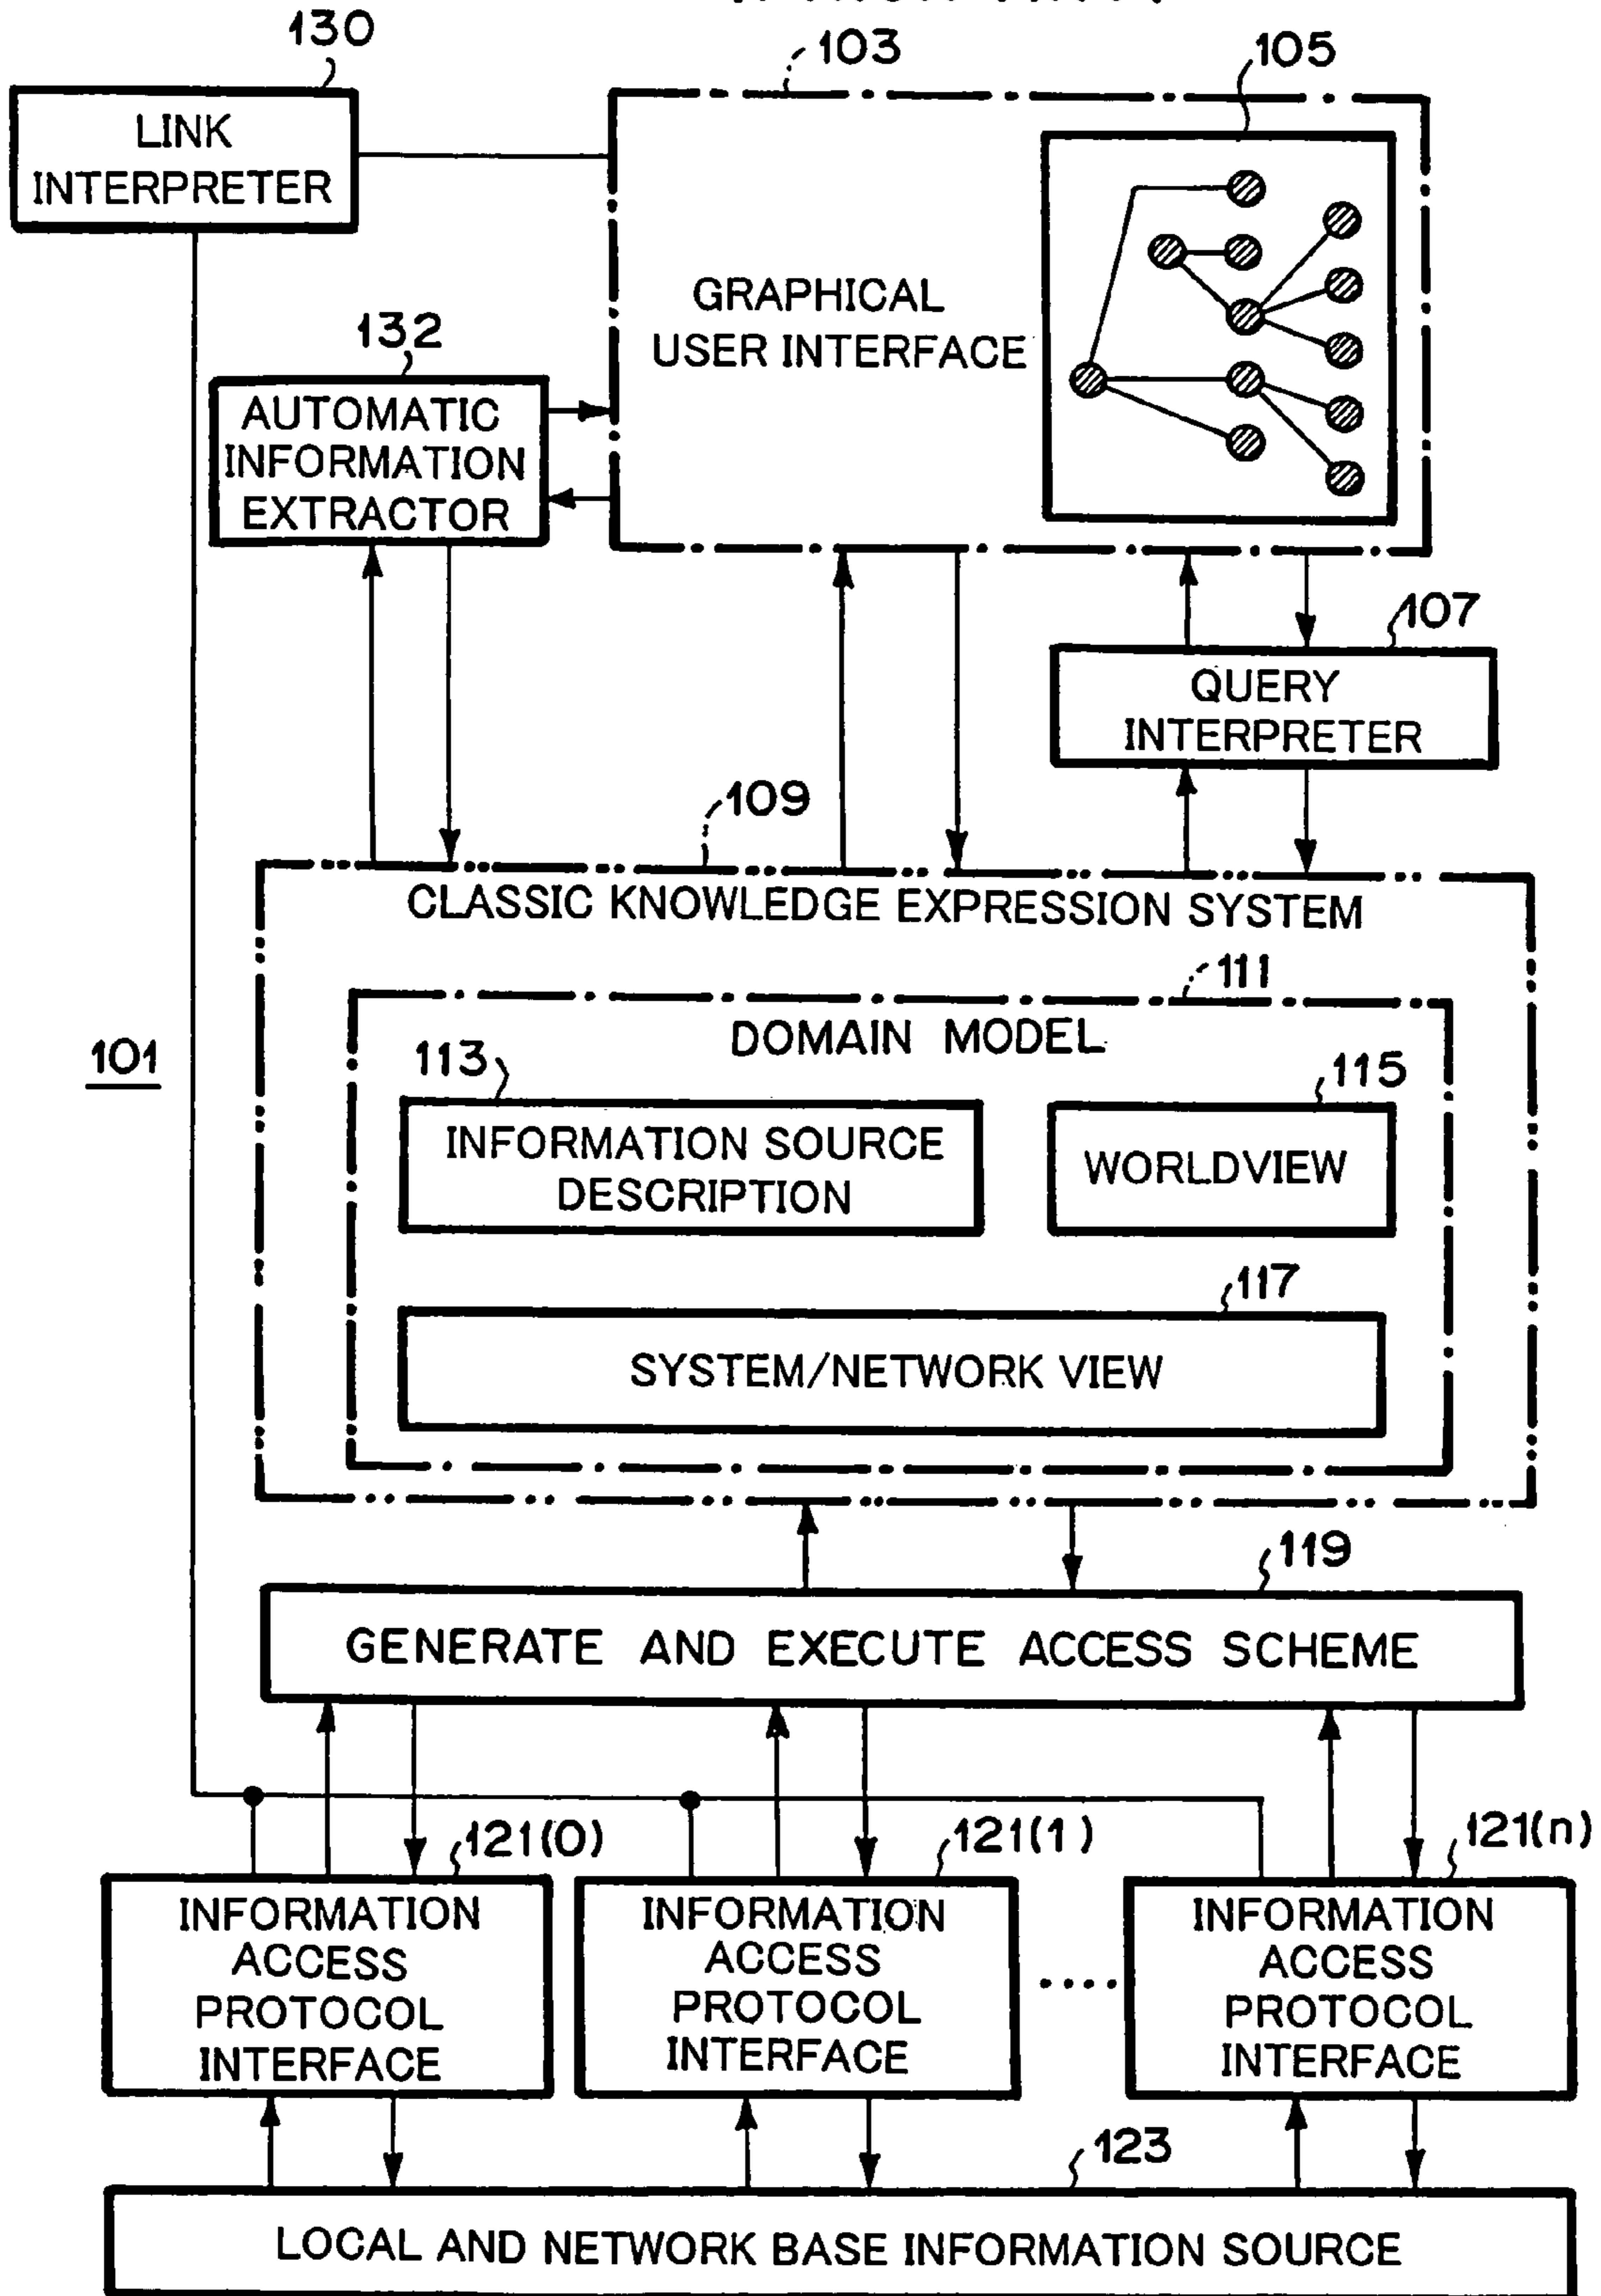 130
103
105
LINK
INTERPRETER
GRAPHICAL
USER INTERFACE
132
AUTOMATIC
INFORMATION
EXTRACTOR
107
QUERY
INTERPRETER
109
CLASSIC KNOWLEDGE EXPRESSION SYSTEM
111
DOMAIN MODEL
101
113
115
INFORMATION SOURCE
DESCRIPTION
WORLDVIEW
117
SYSTEM/NETWORK VIEW
119
GENERATE AND EXECUTE ACCESS SCHEME
121(0)
121(1)
121(n)
INFORMATION
ACCESS
PROTOCOL
INTERFACE
INFORMATION
ACCESS
PROTOCOL
INTERFACE
.....
INFORMATION
ACCESS
PROTOCOL
INTERFACE
123
LOCAL AND NETWORK BASE INFORMATION SOURCE